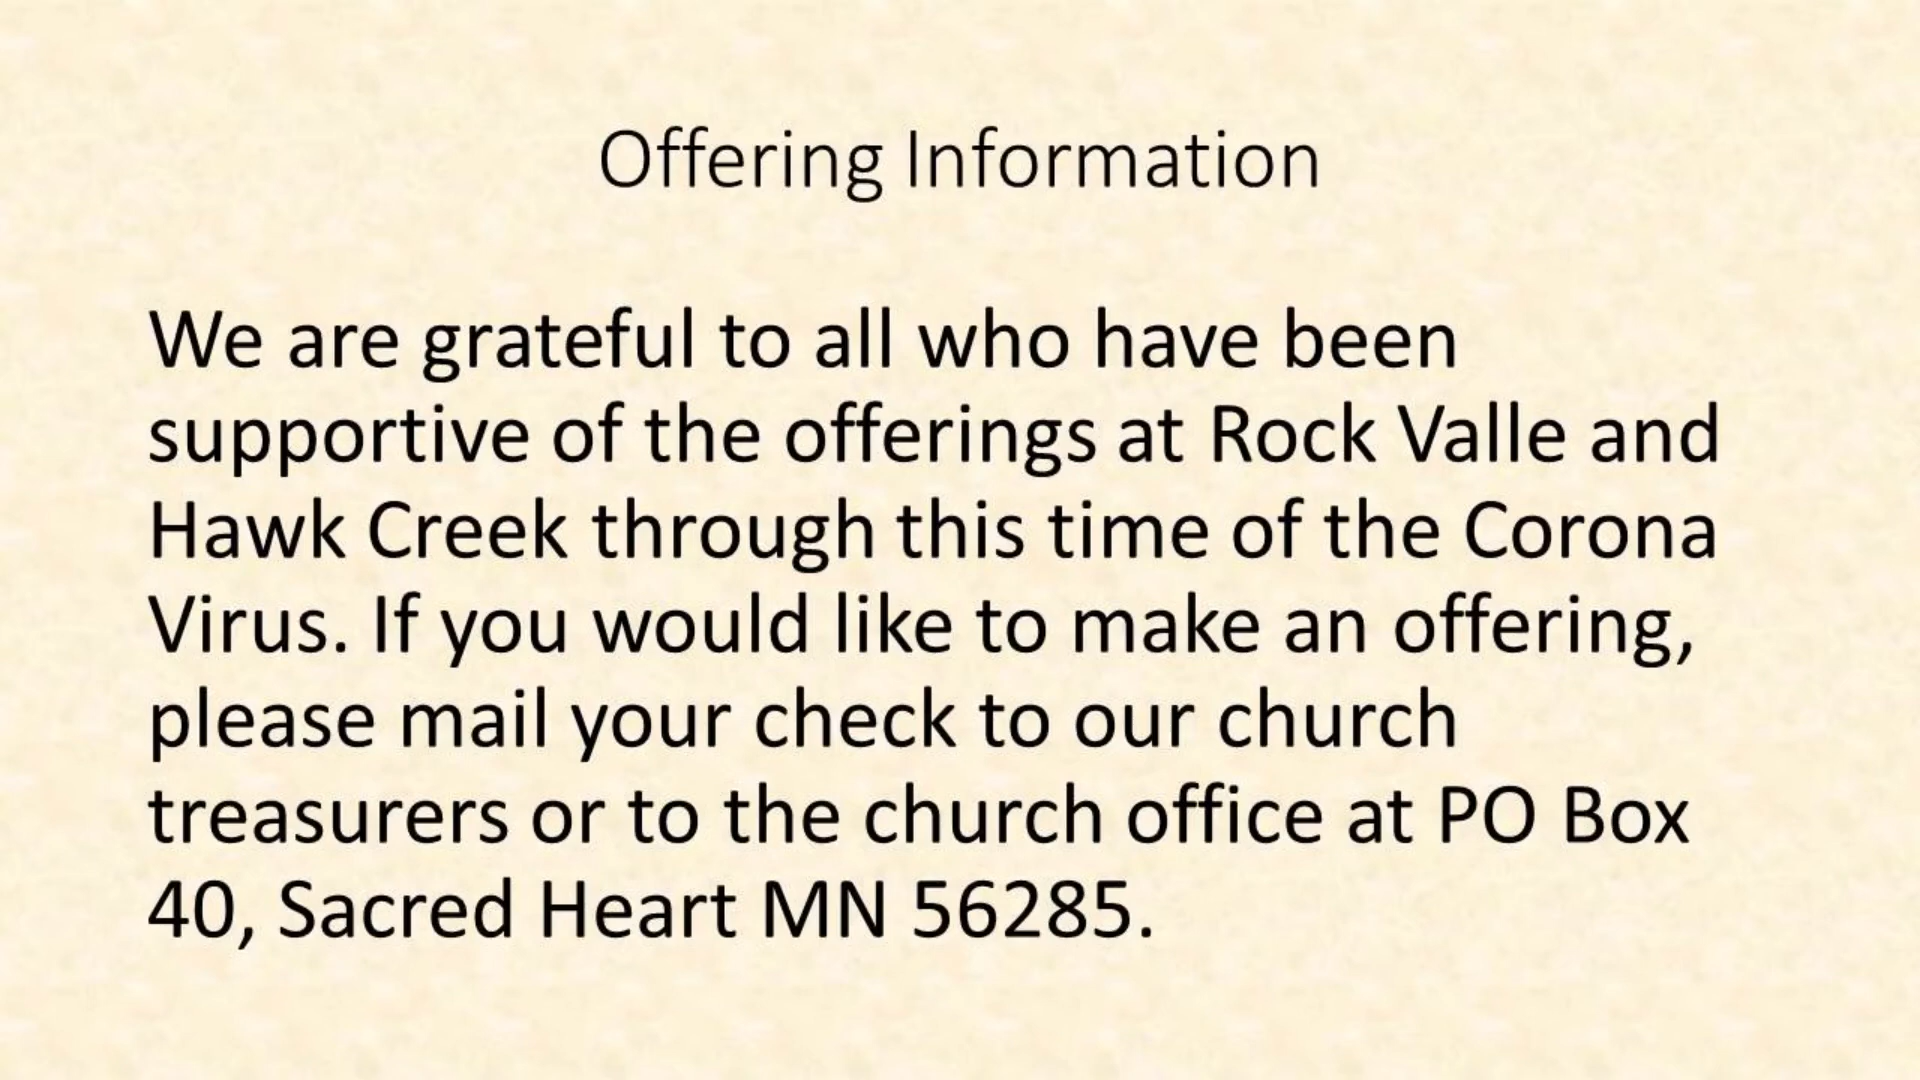 Offering Information
We are grateful to all who have been
supportive of the offerings at Rock Valle and
Hawk Creek through this time of the Corona
Virus. If you would like to make an offering,
please mail your check to our church
treasurers or to the church office at PO Box
40, Sacred Heart MN 56285.